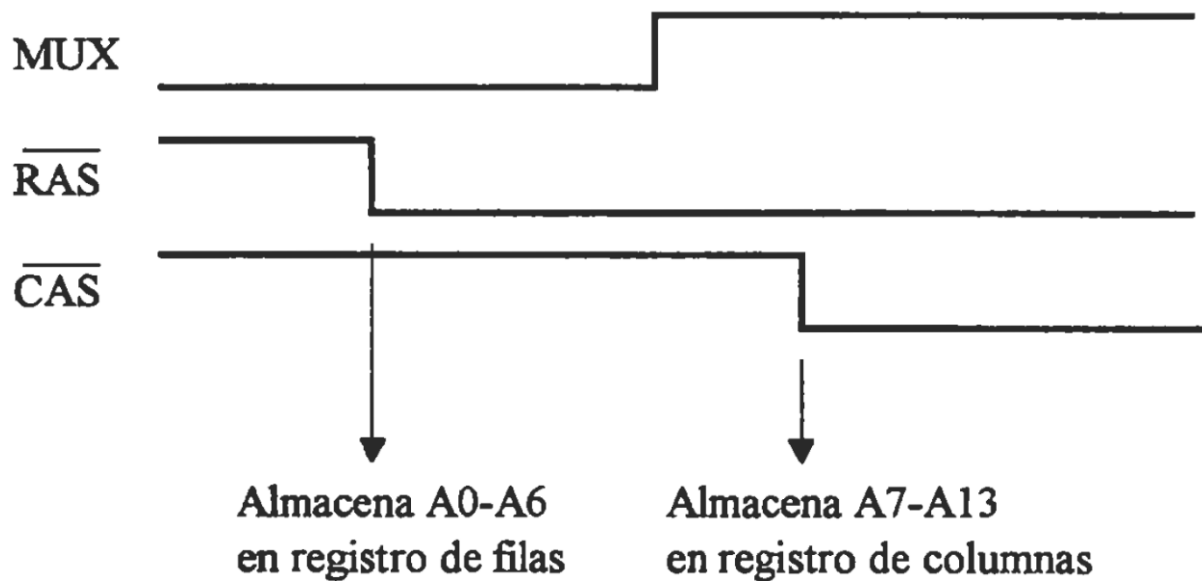 MUX
RAS
CAS
Almacena A0-A6
en registro de filas
Almacena A7-A13
en registro de columnas